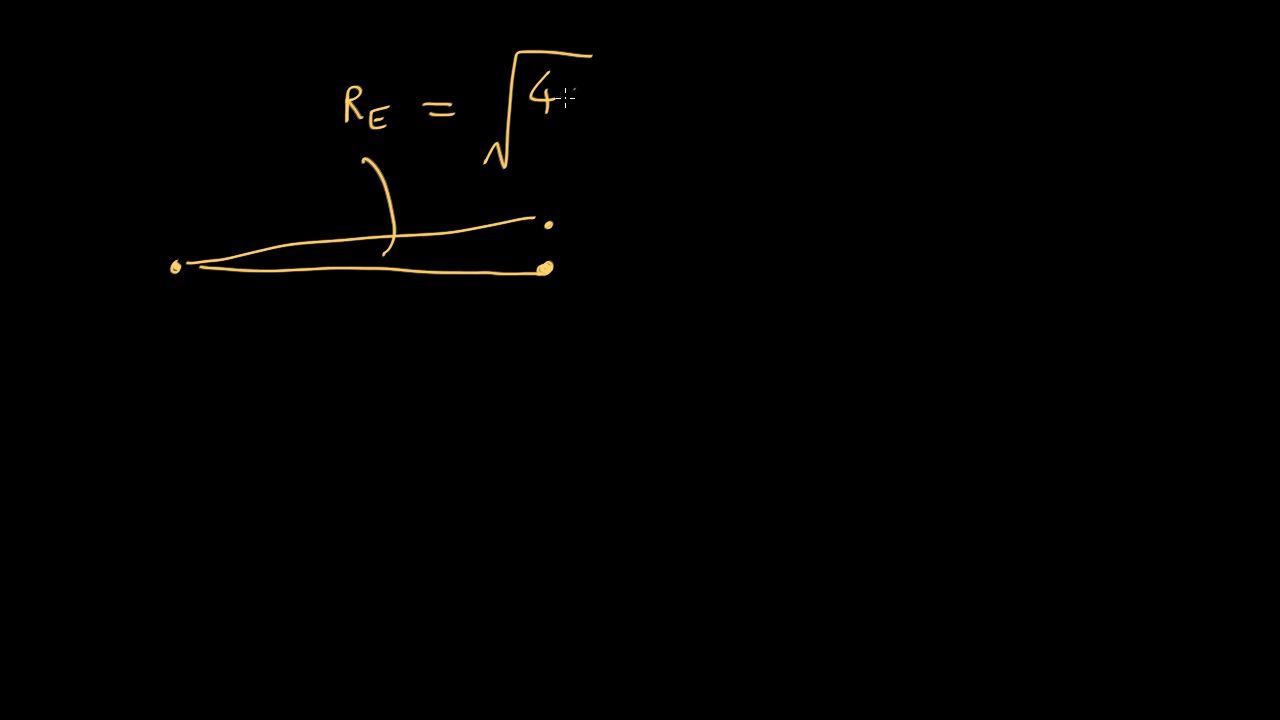 R_E = √4